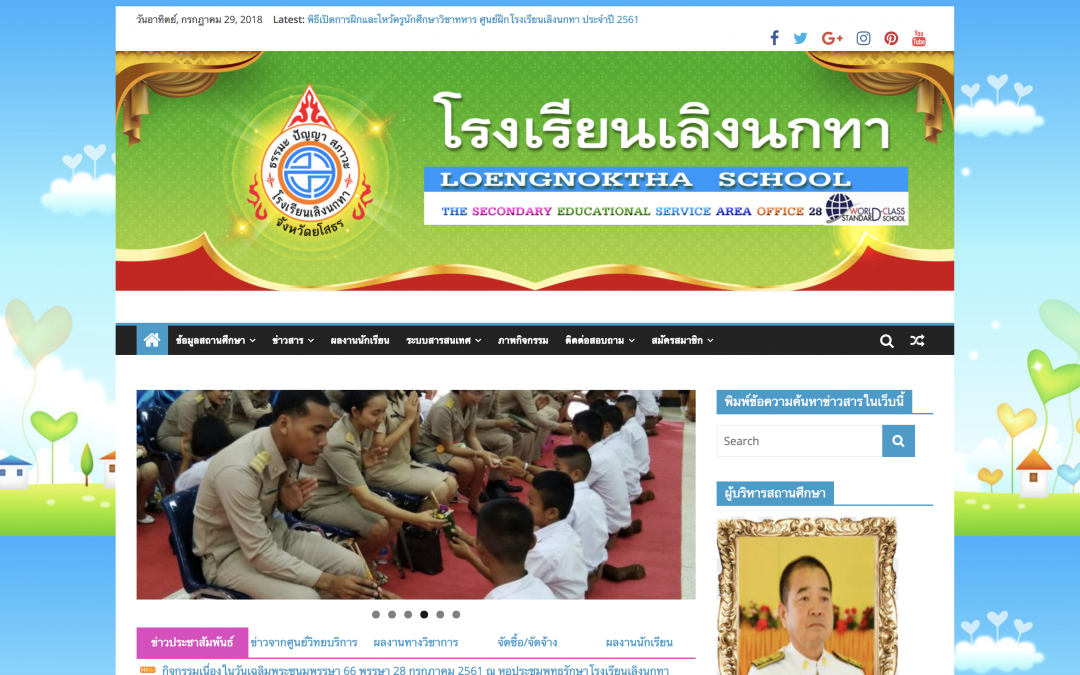 วันอาทิตย์, กรกฎาคม 29, 2018 Latest: พิธีเปิดการฝึกและไหว้ครูนักศึกษาวิชาทหาร ศูนย์ฝึกโรงเรียนเลิงนกทา ประจำปี 2561
You
Tube
ธรรมะ ปัญญา สภาวะ
โรงเรียนเลิงนกทา
จังหวัดยโสธร
โรงเรียนเลิงนกทา
LOENGNOKTHA SCHOOL
THE SECONDARY EDUCATIONAL SERVICE AREA OFFICE 28
WORLD CLASS
STANDARD SCHOOL
ข้อมูลสถานศึกษา ข่าวสาร ผลงานนักเรียน ระบบสารสนเทศ ภาพกิจกรรม ติดต่อสอบถาม สมัครสมาชิก
พิมพ์ข้อความค้นหาข่าวสารในเว็บนี้
Search
ผู้บริหารสถานศึกษา
ข่าวประชาสัมพันธ์ ข่าวจากศูนย์วิทยบริการ ผลงานทางวิชาการ จัดซื้อ/จัดจ้าง ผลงานนักเรียน
NEW กิจกรรมเนื่องในวันเฉลิมพระชนมพรรษา 66 พรรษา 28 กรกฎาคม 2561 ณ หอประชุมพุทธรักษา โรงเรียนเลิงนกทา